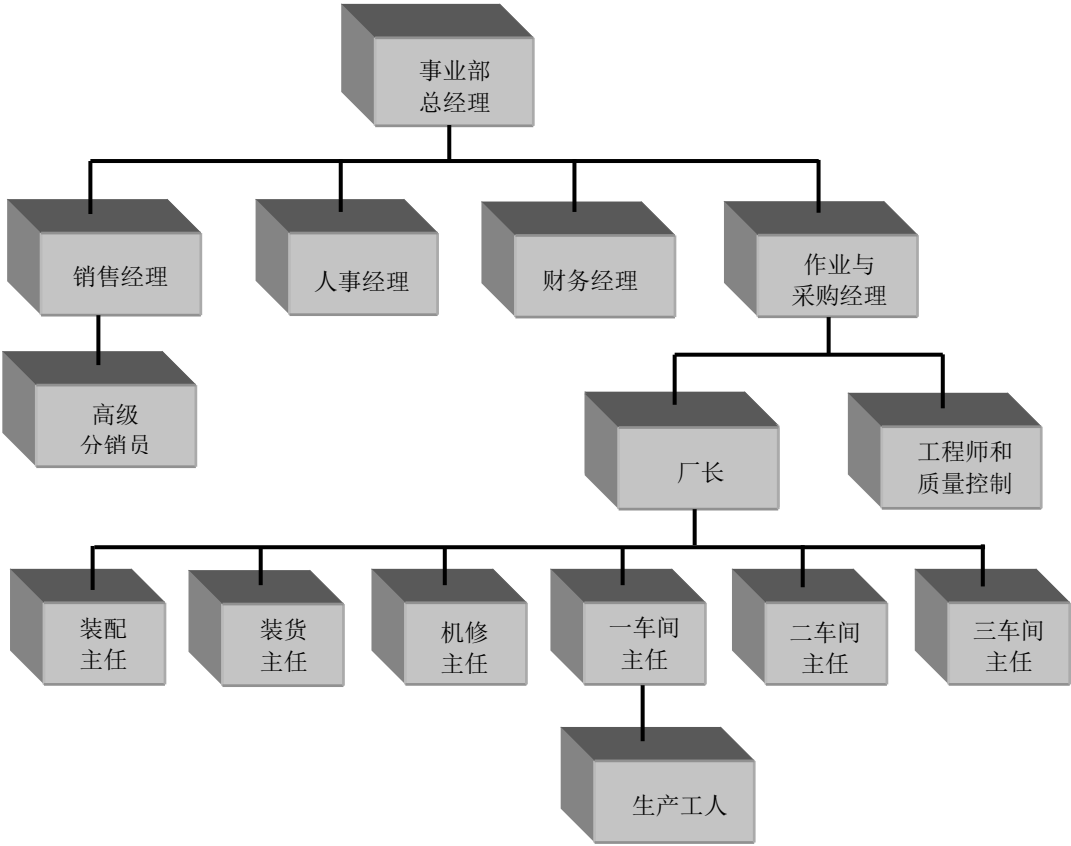 事业部
总经理
销售经理
人事经理
财务经理
作业与
采购经理
高级
分销员
厂长
工程师和
质量控制
装配
主任
装货
主任
机修
主任
一车间
主任
二车间
主任
三车间
主任
生产工人